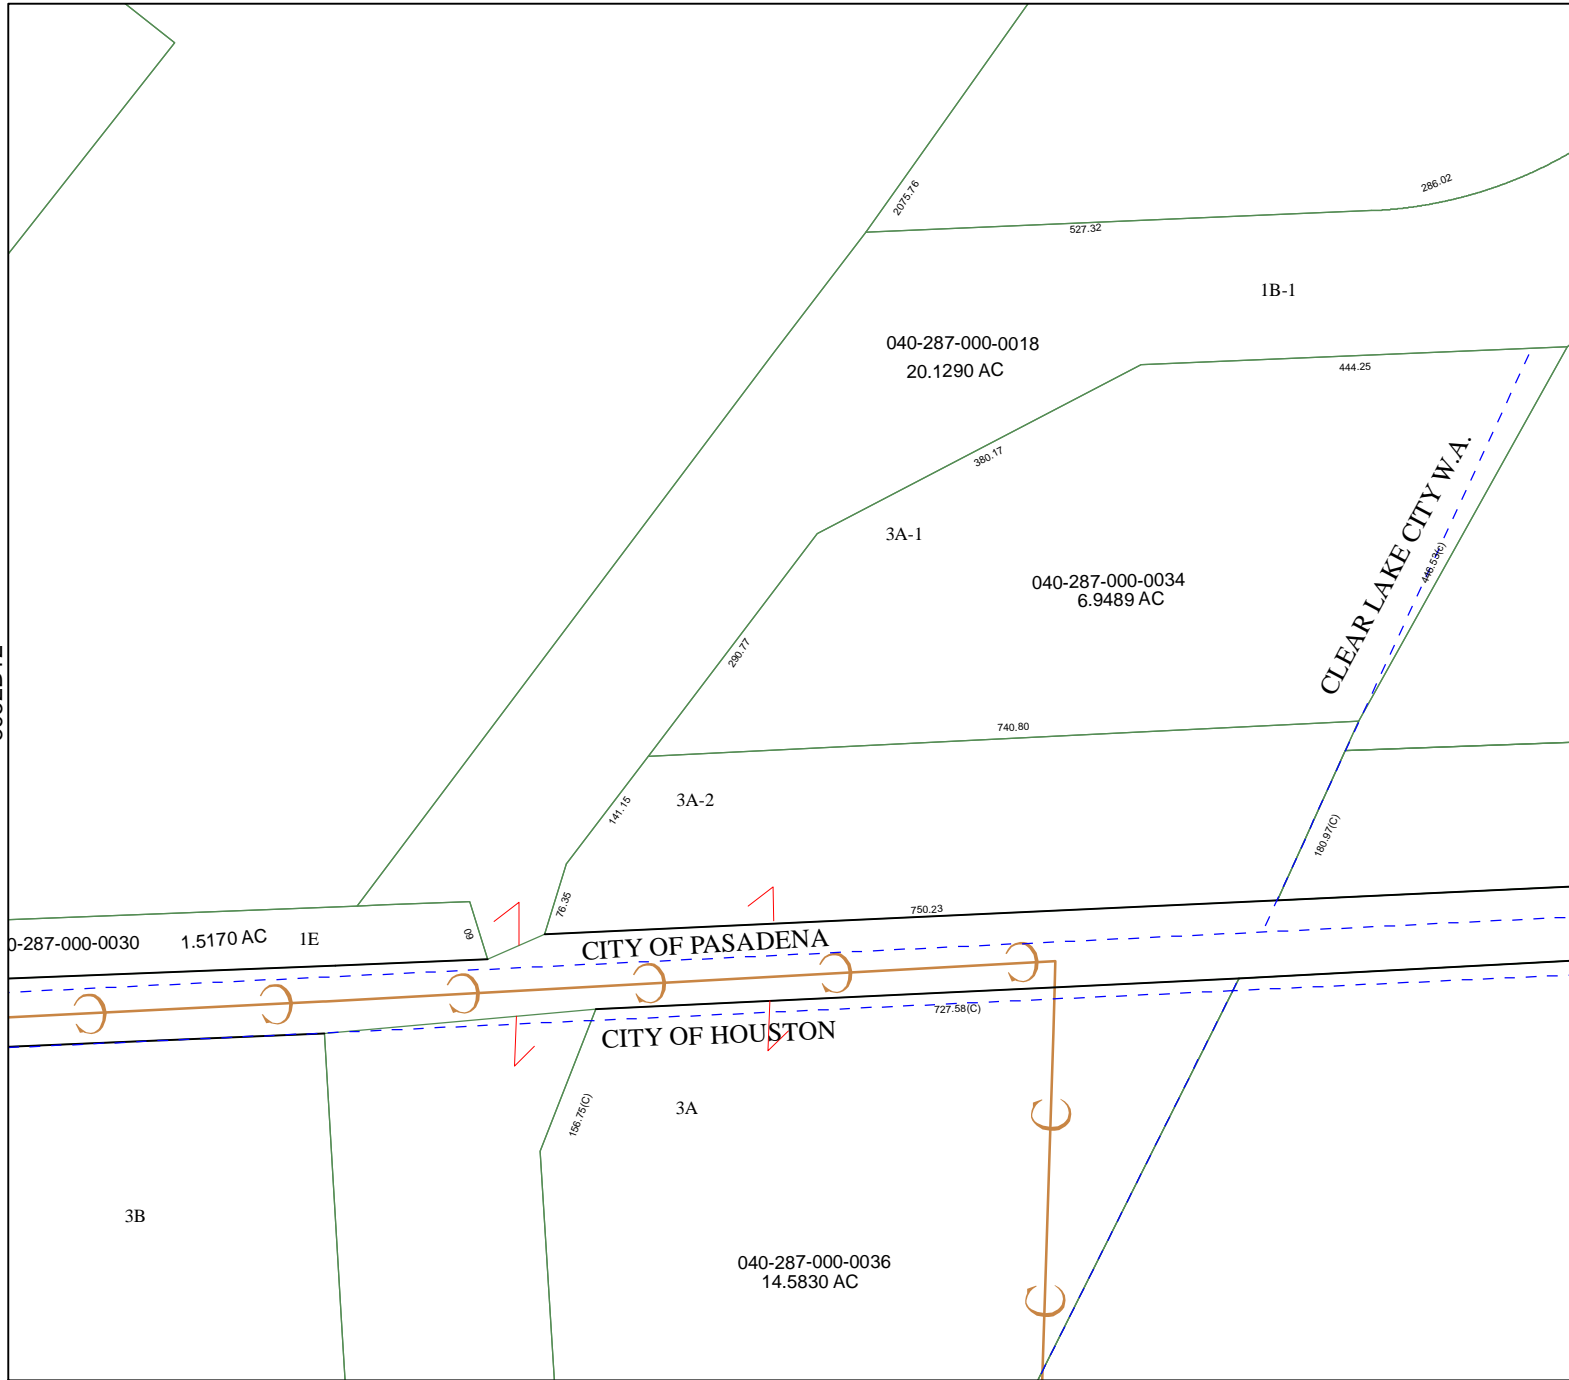 2075.76
286.02
527.32
1B-1
040-287-000-0018
20.1290 AC
444.25
380.17
3A-1
CLEAR LAKE CITY W.A.
446.53(c)
040-287-000-0034
6.9489 AC
290.77
740.80
3A-2
141.15
180.97(C)
76.35
750.23
0-287-000-0030
1.5170 AC
1E
60
CITY OF PASADENA
727.58(C)
CITY OF HOUSTON
156.75(C)
3A
3B
040-287-000-0036
14.5830 AC